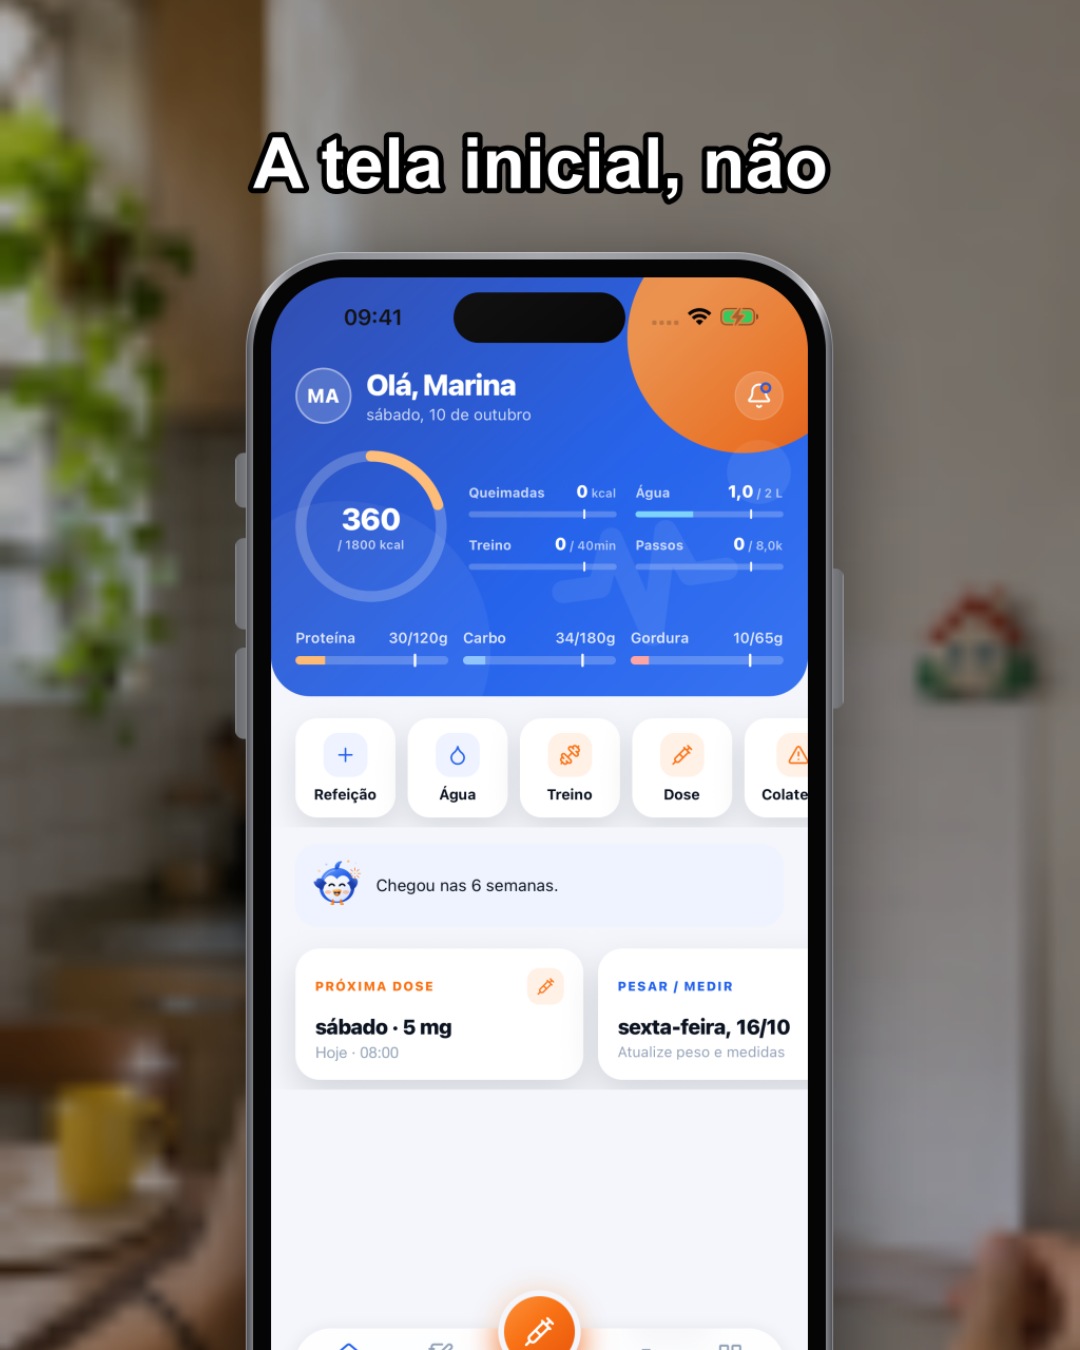 A tela inicial, não
09:41
MA
Olá, Marina
sábado, 10 de outubro
360
/ 1800 kcal
Queimadas 0 kcal
Água 1,0 / 2 L
Treino 0 / 40min
Passos 0 / 8,0k
Proteína 30/120g
Carbo 34/180g
Gordura 10/65g
Refeição
Água
Treino
Dose
Colate
Chegou nas 6 semanas.
PRÓXIMA DOSE
sábado · 5 mg
Hoje · 08:00
PESAR / MEDIR
sexta-feira, 16/10
Atualize peso e medidas